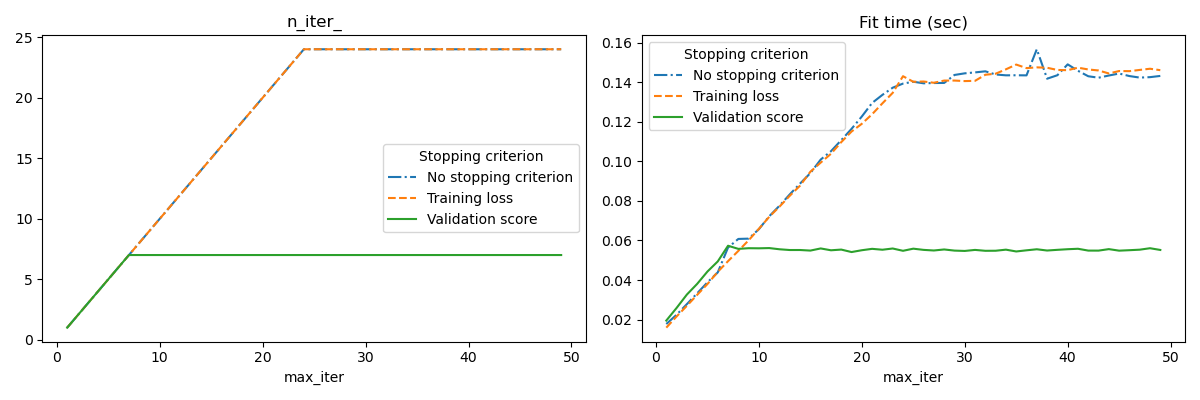 n_iter_
25
20
15
10
5
0
0
10
20
30
40
50
max_iter
Stopping criterion
No stopping criterion
Training loss
Validation score
Fit time (sec)
0.16
0.14
0.12
0.10
0.08
0.06
0.04
0.02
0
10
20
30
40
50
max_iter
Stopping criterion
No stopping criterion
Training loss
Validation score